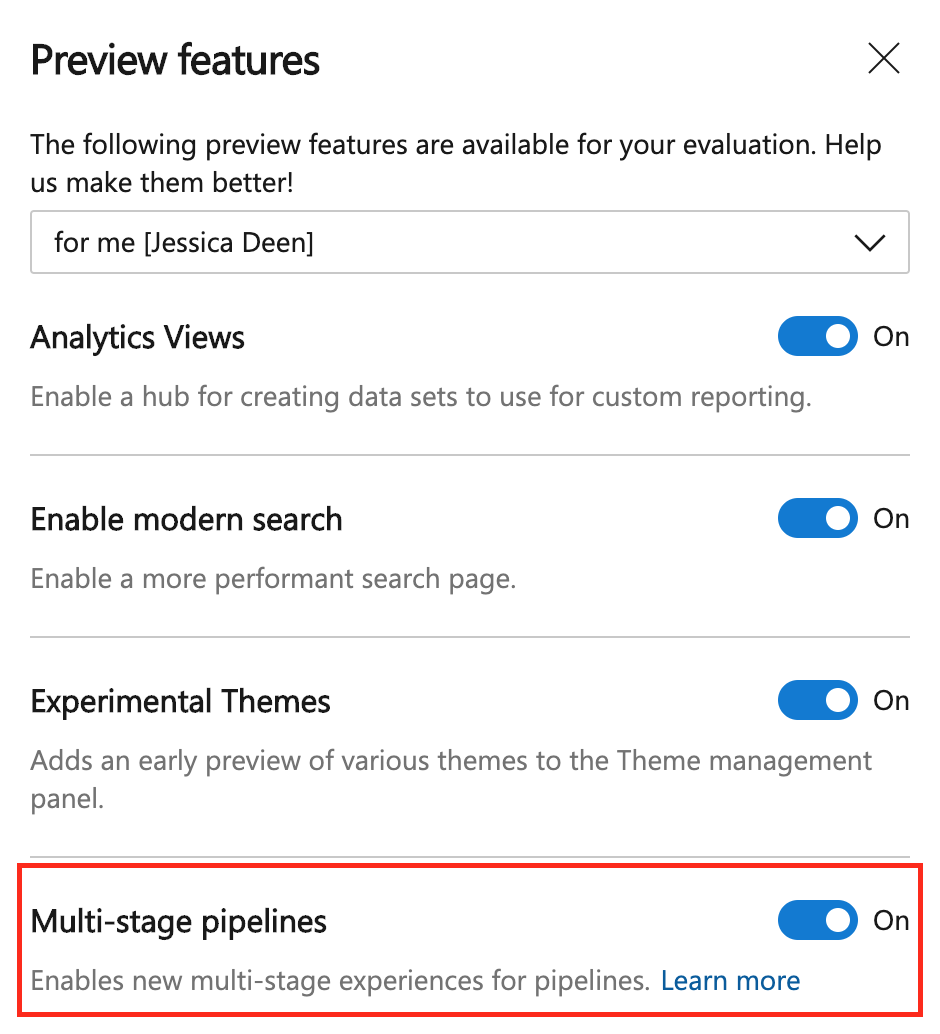 Preview features
The following preview features are available for your evaluation. Help
us make them better!
for me [Jessica Deen]
Analytics Views
On
Enable a hub for creating data sets to use for custom reporting.
Enable modern search
On
Enable a more performant search page.
Experimental Themes
On
Adds an early preview of various themes to the Theme management
panel.
Multi-stage pipelines
On
Enables new multi-stage experiences for pipelines. Learn more